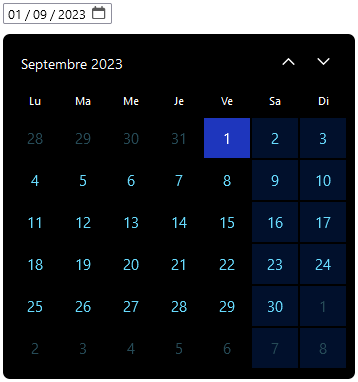 01 / 09 / 2023
Septembre 2023
Lu Ma Me Je Ve Sa Di
28 29 30 31 1 2 3
4 5 6 7 8 9 10
11 12 13 14 15 16 17
18 19 20 21 22 23 24
25 26 27 28 29 30 1
2 3 4 5 6 7 8